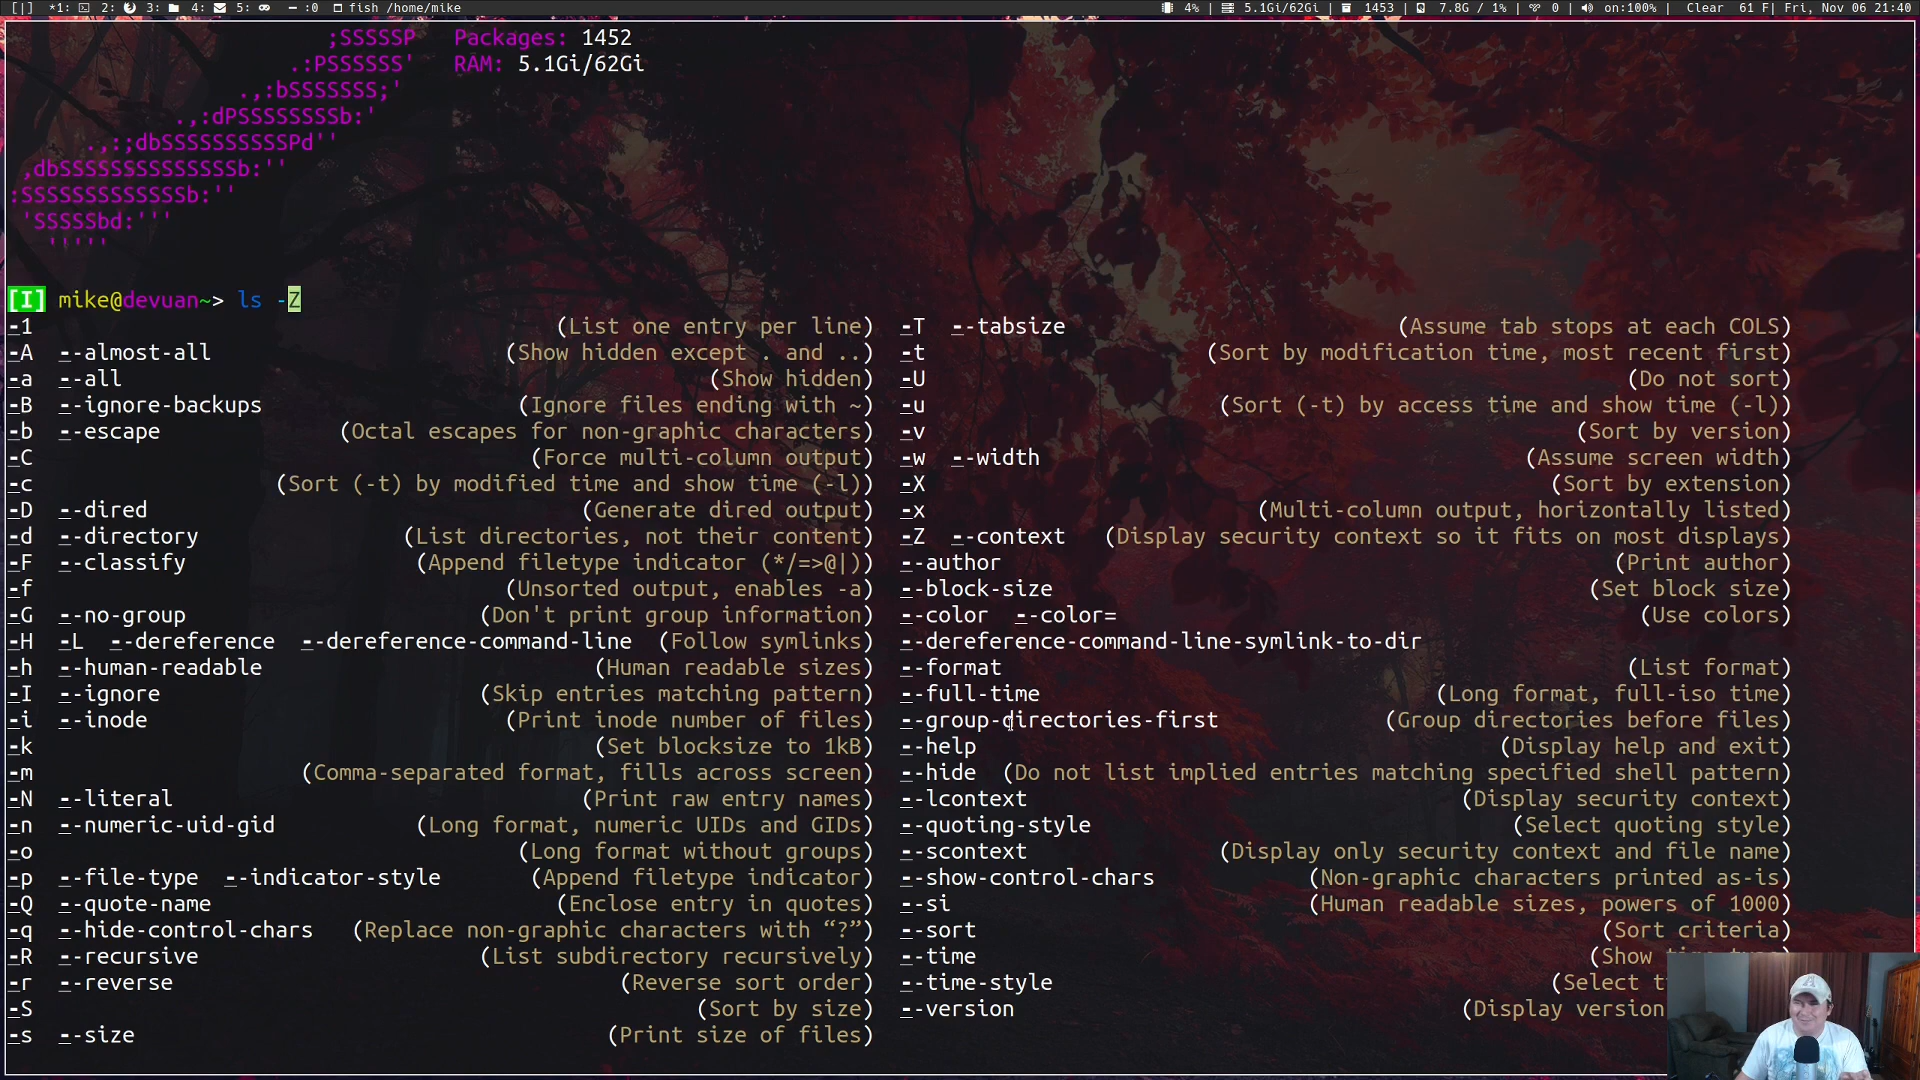 [|] *1: 2: 3: 4: 5: — :0 fish /home/mike 4% | 5.1Gi/62Gi | 1453 | 7.8G / 1% | 0 | on:100% | Clear 61 F| Fri, Nov 06 21:40
;SSSSSP Packages: 1452
.:PSSSSSS' RAM: 5.1Gi/62Gi
.,:bSSSSSSS;'
.,:dPSSSSSSSSb:'
.,:;dbSSSSSSSSSSPd''
,dbSSSSSSSSSSSSSSb:''
:SSSSSSSSSSSSSb:''
'SSSSSbd:'''
'''''
[I] mike@devuan~> ls -Z
-1 (List one entry per line) -T --tabsize (Assume tab stops at each COLS)
-A --almost-all (Show hidden except . and ..) -t (Sort by modification time, most recent first)
-a --all (Show hidden) -U (Do not sort)
-B --ignore-backups (Ignore files ending with ~) -u (Sort (-t) by access time and show time (-l))
-b --escape (Octal escapes for non-graphic characters) -v (Sort by version)
-C (Force multi-column output) -w --width (Assume screen width)
-c (Sort (-t) by modified time and show time (-l)) -X (Sort by extension)
-D --dired (Generate dired output) -x (Multi-column output, horizontally listed)
-d --directory (List directories, not their content) -Z --context (Display security context so it fits on most displays)
-F --classify (Append filetype indicator (*/=>@|)) --author (Print author)
-f (Unsorted output, enables -a) --block-size (Set block size)
-G --no-group (Don't print group information) --color --color= (Use colors)
-H -L --dereference --dereference-command-line (Follow symlinks) --dereference-command-line-symlink-to-dir
-h --human-readable (Human readable sizes) --format (List format)
-I --ignore (Skip entries matching pattern) --full-time (Long format, full-iso time)
-i --inode (Print inode number of files) --group-directories-first (Group directories before files)
-k (Set blocksize to 1kB) --help (Display help and exit)
-m (Comma-separated format, fills across screen) --hide (Do not list implied entries matching specified shell pattern)
-N --literal (Print raw entry names) --lcontext (Display security context)
-n --numeric-uid-gid (Long format, numeric UIDs and GIDs) --quoting-style (Select quoting style)
-o (Long format without groups) --scontext (Display only security context and file name)
-p --file-type --indicator-style (Append filetype indicator) --show-control-chars (Non-graphic characters printed as-is)
-Q --quote-name (Enclose entry in quotes) --si (Human readable sizes, powers of 1000)
-q --hide-control-chars (Replace non-graphic characters with “?”) --sort (Sort criteria)
-R --recursive (List subdirectory recursively) --time (Show
-r --reverse (Reverse sort order) --time-style (Select
-S (Sort by size) --version (Display version
-s --size (Print size of files)